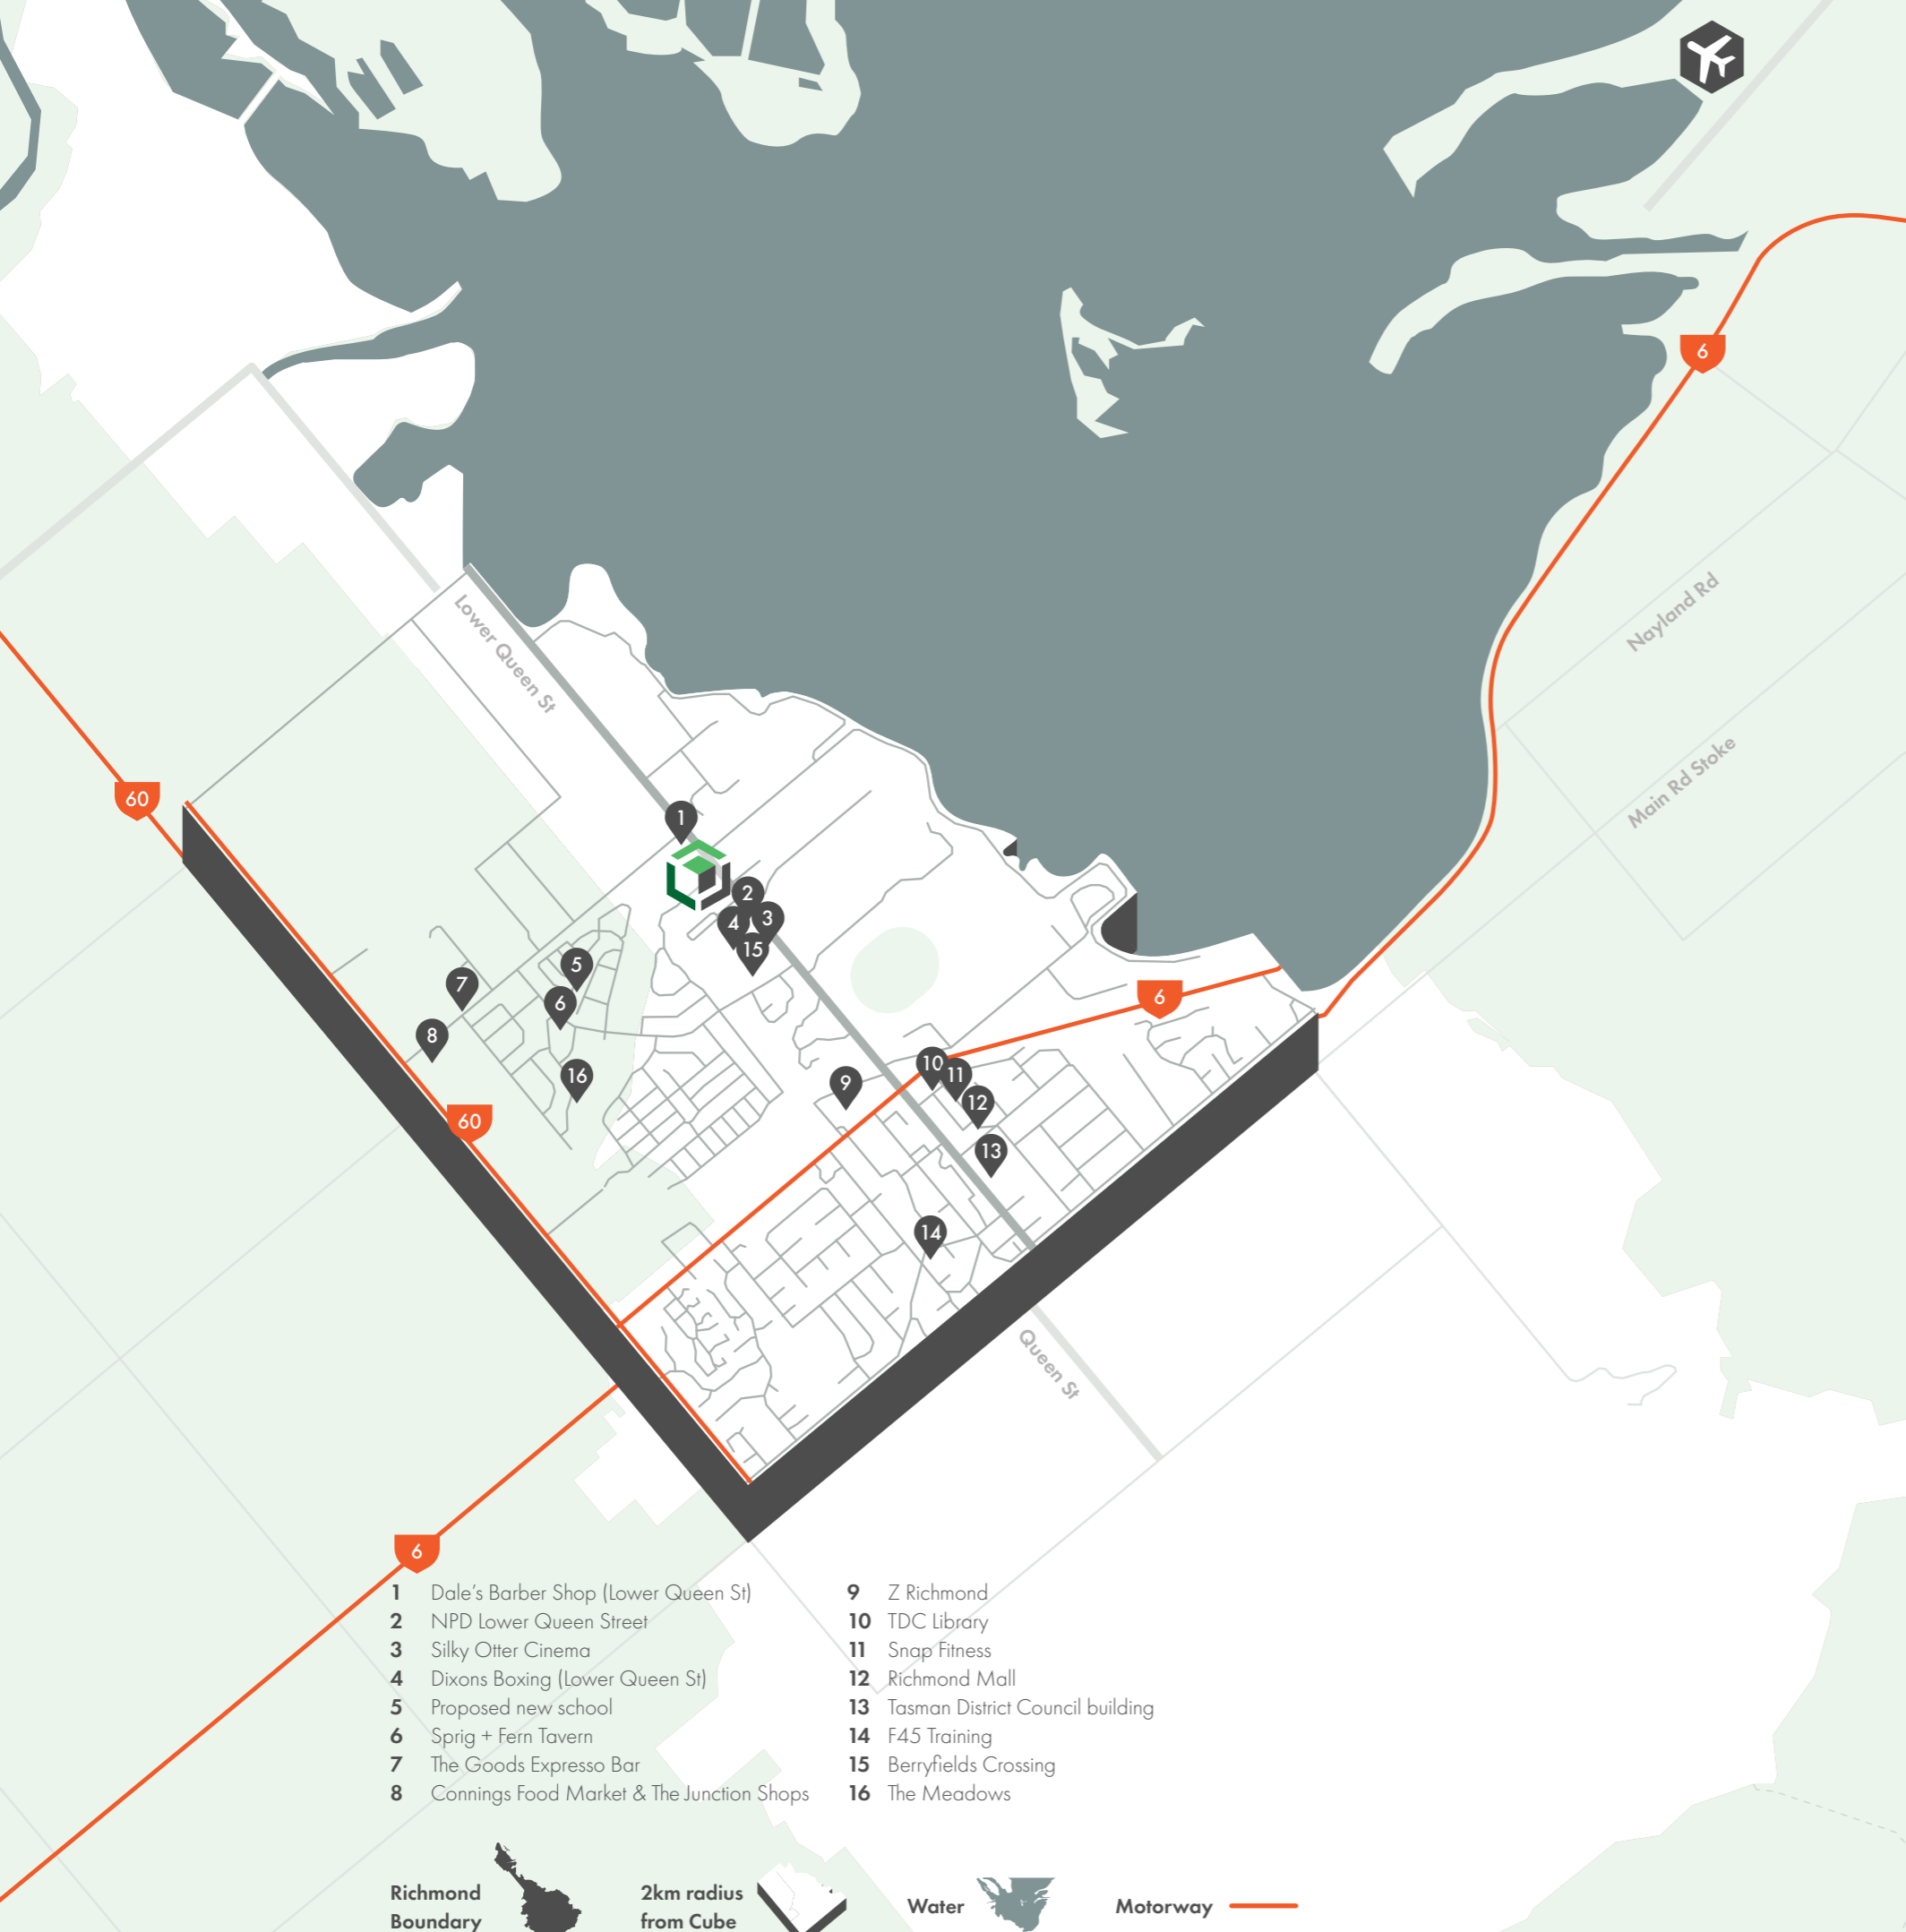 6
Lower Queen St
Nayland Rd
Main Rd Stoke
60
1
2
3
4
15
5
7
6
6
8
10
11
9
16
12
60
13
14
Queen St
6
1 Dale's Barber Shop (Lower Queen St)
2 NPD Lower Queen Street
3 Silky Otter Cinema
4 Dixons Boxing (Lower Queen St)
5 Proposed new school
6 Sprig + Fern Tavern
7 The Goods Expresso Bar
8 Connings Food Market & The Junction Shops
9 Z Richmond
10 TDC Library
11 Snap Fitness
12 Richmond Mall
13 Tasman District Council building
14 F45 Training
15 Berryfields Crossing
16 The Meadows
Richmond
Boundary
2km radius
from Cube
Water
Motorway